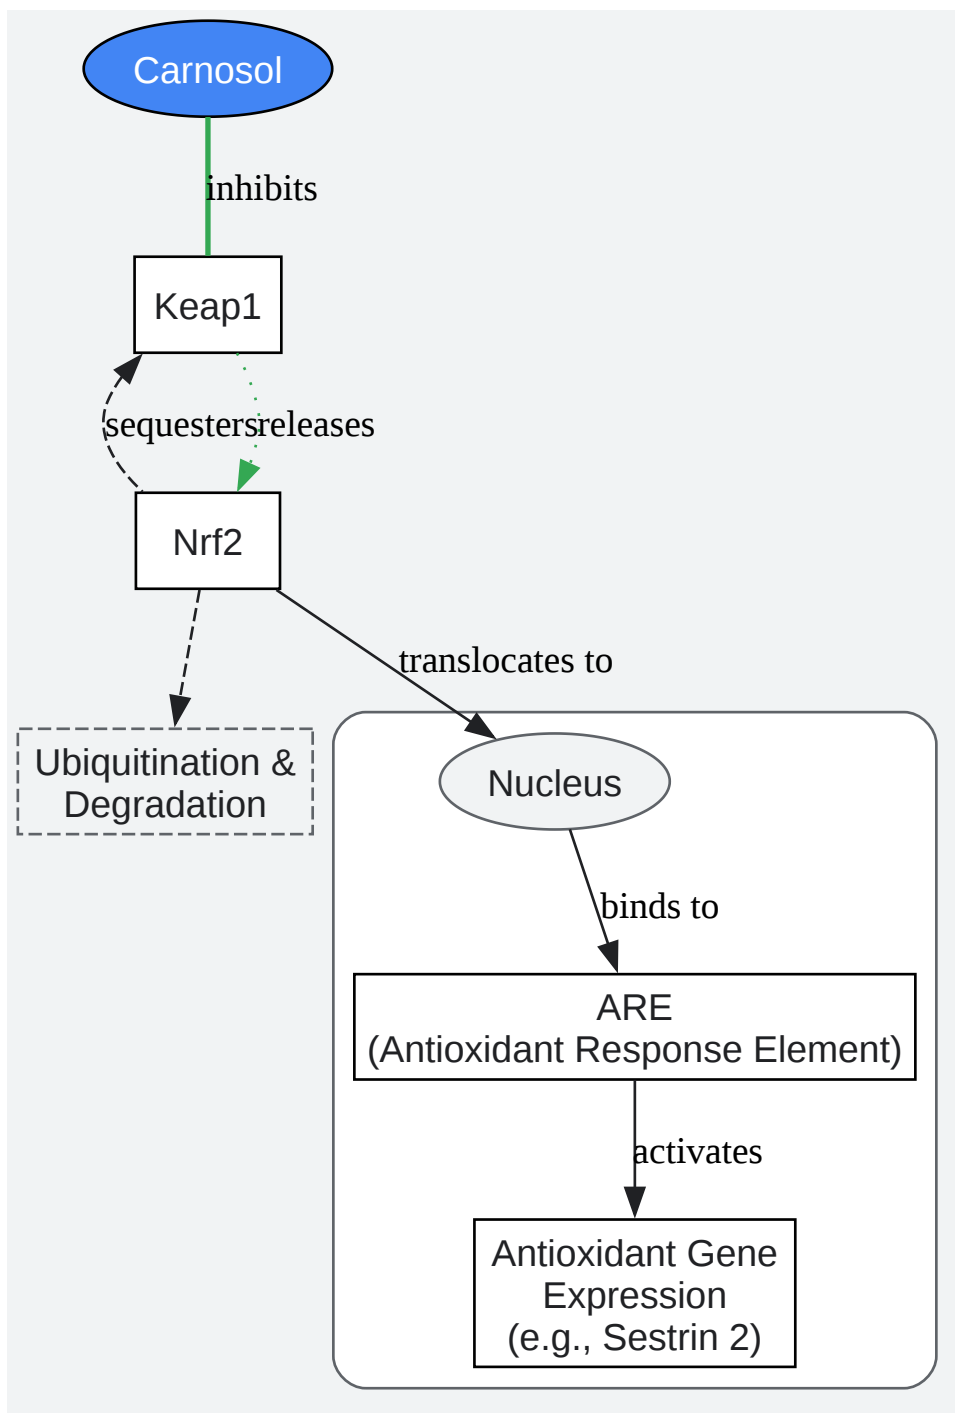 Carnosol
inhibits
Keap1
sequesters
releases
Nrf2
translocates to
Ubiquitination &
Degradation
Nucleus
binds to
ARE
(Antioxidant Response Element)
activates
Antioxidant Gene
Expression
(e.g., Sestrin 2)